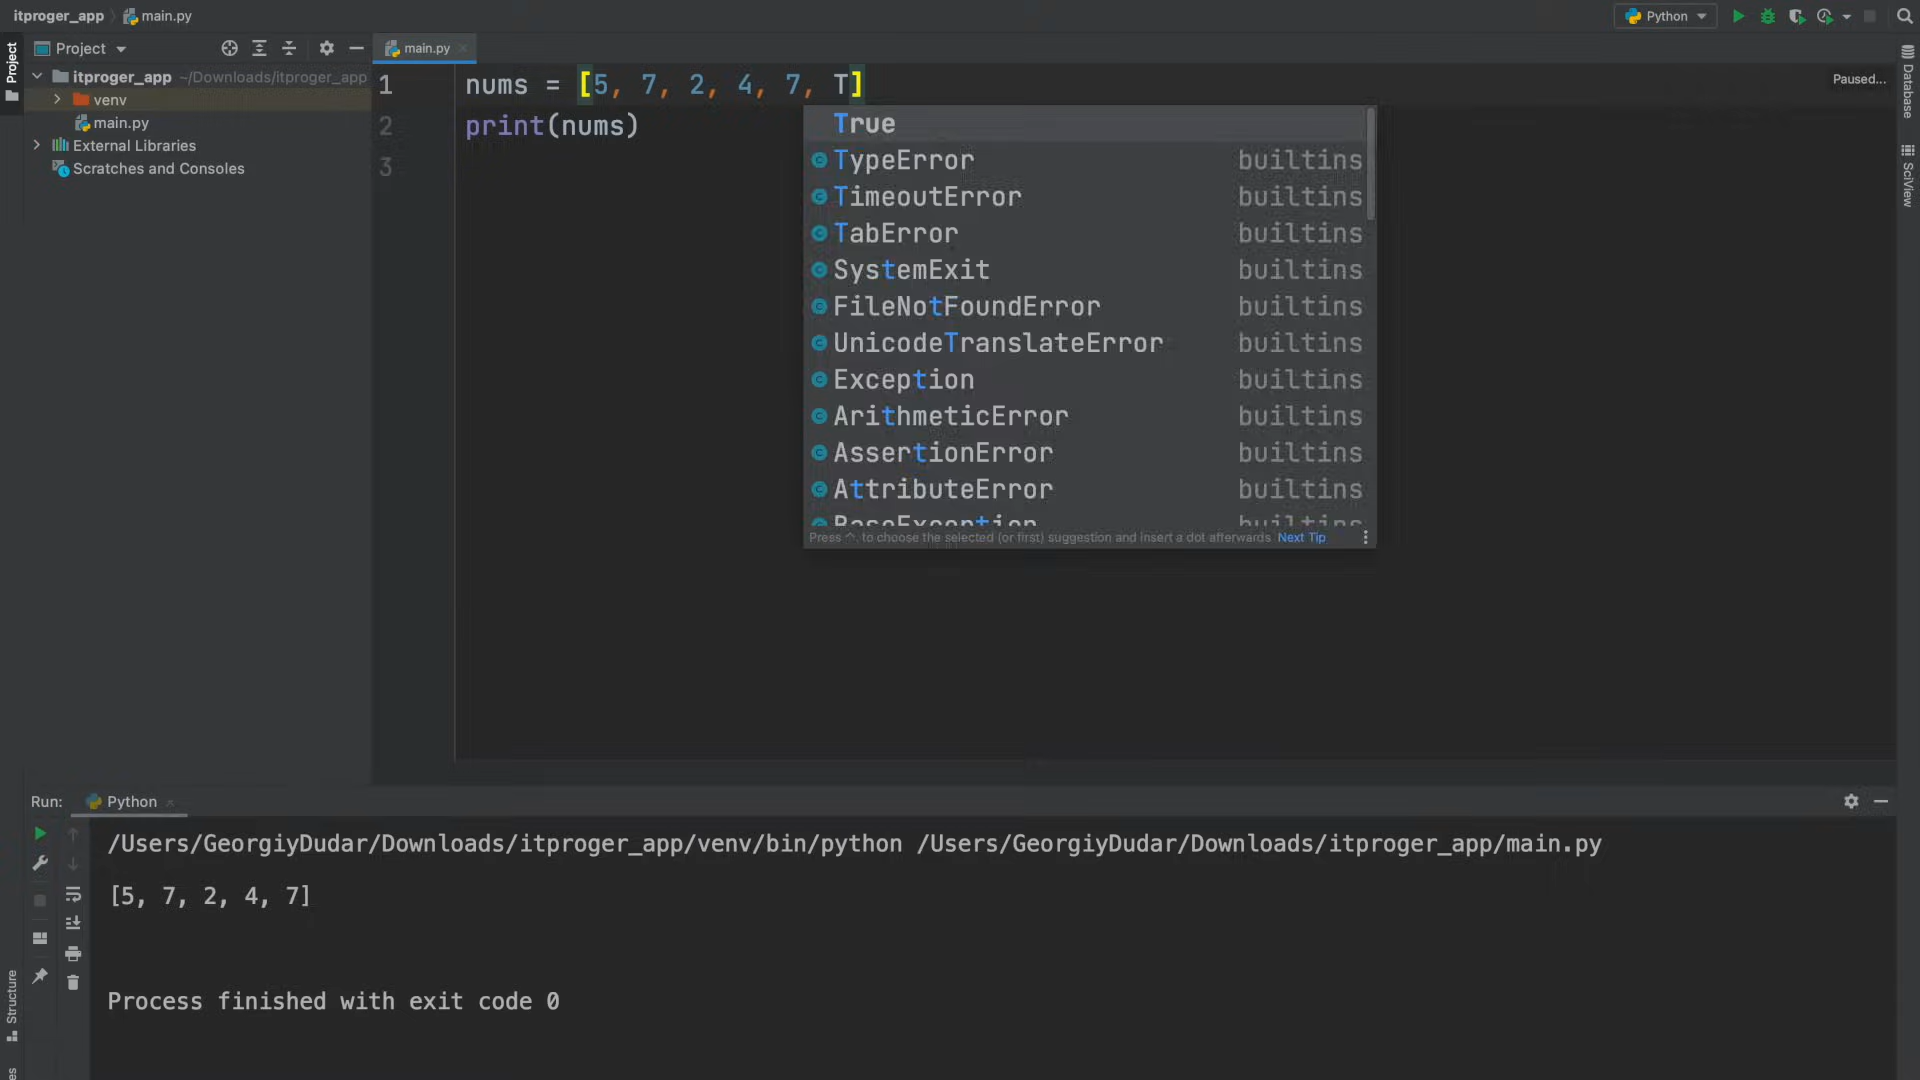 itproger_app
main.py
Python
Project
Project
main.py
Paused...
itproger_app ~/Downloads/itproger_app
venv
main.py
External Libraries
Scratches and Consoles
1
nums = [5, 7, 2, 4, 7, T]
2
print(nums)
3
True
TypeError builtins
TimeoutError builtins
TabError builtins
SystemExit builtins
FileNotFoundError builtins
UnicodeTranslateError builtins
Exception builtins
ArithmeticError builtins
AssertionError builtins
AttributeError builtins
BaseException builtins
Press ^. to choose the selected (or first) suggestion and insert a dot afterwards Next Tip
Database
SciView
Run:
Python
/Users/GeorgiyDudar/Downloads/itproger_app/venv/bin/python /Users/GeorgiyDudar/Downloads/itproger_app/main.py
[5, 7, 2, 4, 7]
Process finished with exit code 0
Structure